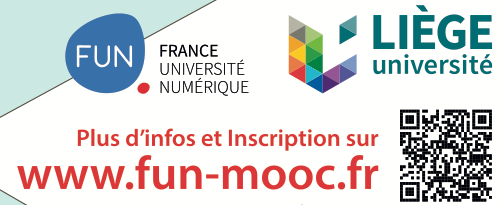 FUN
FRANCE
UNIVERSITÉ
NUMÉRIQUE
LIÈGE
université
Plus d'infos et Inscription sur
www.fun-mooc.fr